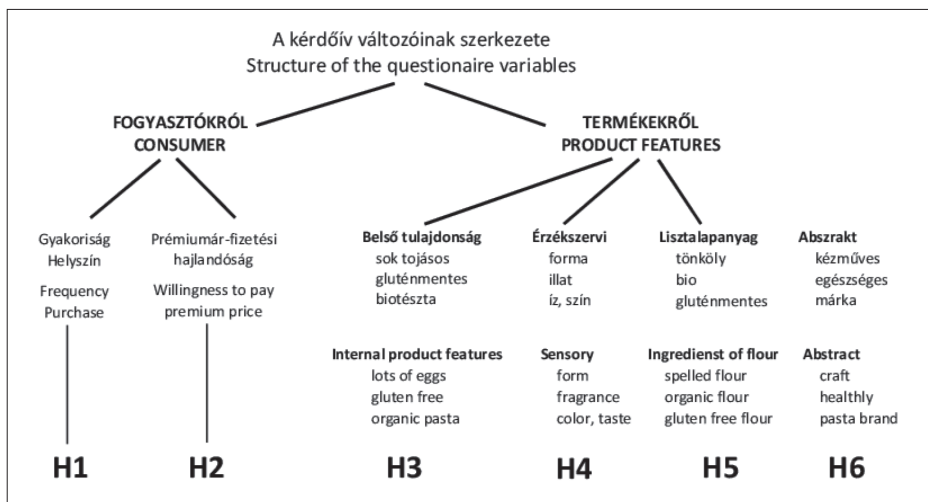 A kérdőív változóinak szerkezete
Structure of the questionaire variables
FOGYASZTÓKRÓL
CONSUMER
TERMÉKEKRŐL
PRODUCT FEATURES
Gyakoriság
Helyszín
Frequency
Purchase
Prémiumár-fizetési
hajlandóság
Willingness to pay
premium price
Belső tulajdonság
sok tojásos
gluténmentes
biotészta
Érzékszervi
forma
illat
íz, szín
Lisztalapanyag
tönköly
bio
gluténmentes
Abszrakt
kézműves
egészséges
márka
Internal product features
lots of eggs
gluten free
organic pasta
Sensory
form
fragrance
color, taste
Ingredienst of flour
spelled flour
organic flour
gluten free flour
Abstract
craft
healthly
pasta brand
H1
H2
H3
H4
H5
H6